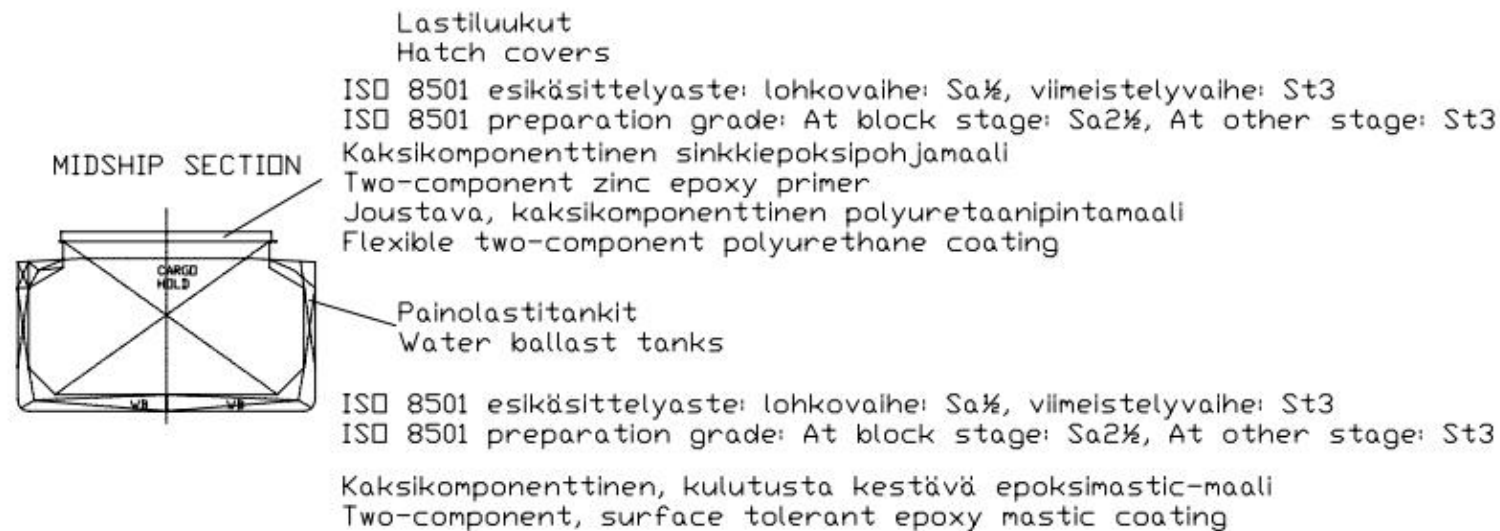 Lastiluukut
Hatch covers
ISO 8501 esikäsittelyaste: lohkovaihe: Sa½, viimeistelyvaihe: St3
ISO 8501 preparation grade: At block stage: Sa2½, At other stage: St3
MIDSHIP SECTION
Kaksikomponenttinen sinkkiepoksipohjamaali
Two-component zinc epoxy primer
Joustava, kaksikomponenttinen polyuretaanipintamaali
Flexible two-component polyurethane coating
CARGO
HOLD
Painolastitankit
Water ballast tanks
WB WB
ISO 8501 esikäsittelyaste: lohkovaihe: Sa½, viimeistelyvaihe: St3
ISO 8501 preparation grade: At block stage: Sa2½, At other stage: St3
Kaksikomponenttinen, kulutusta kestävä epoksimastic-maali
Two-component, surface tolerant epoxy mastic coating